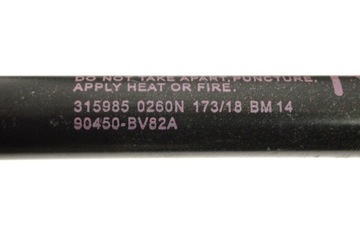 DO NOT TAKE APART, PUNCTURE,
APPLY HEAT OR FIRE.
315985 0260N 173/18 BM 14
90450-BV82A